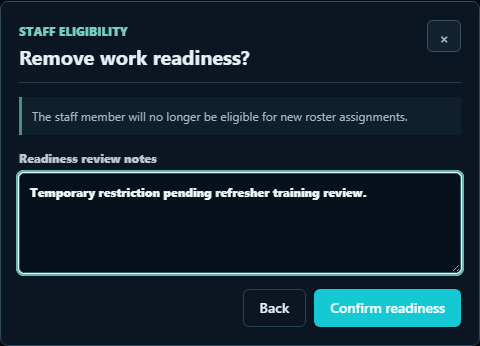 STAFF ELIGIBILITY
Remove work readiness?
×
The staff member will no longer be eligible for new roster assignments.
Readiness review notes
Temporary restriction pending refresher training review.
Back
Confirm readiness